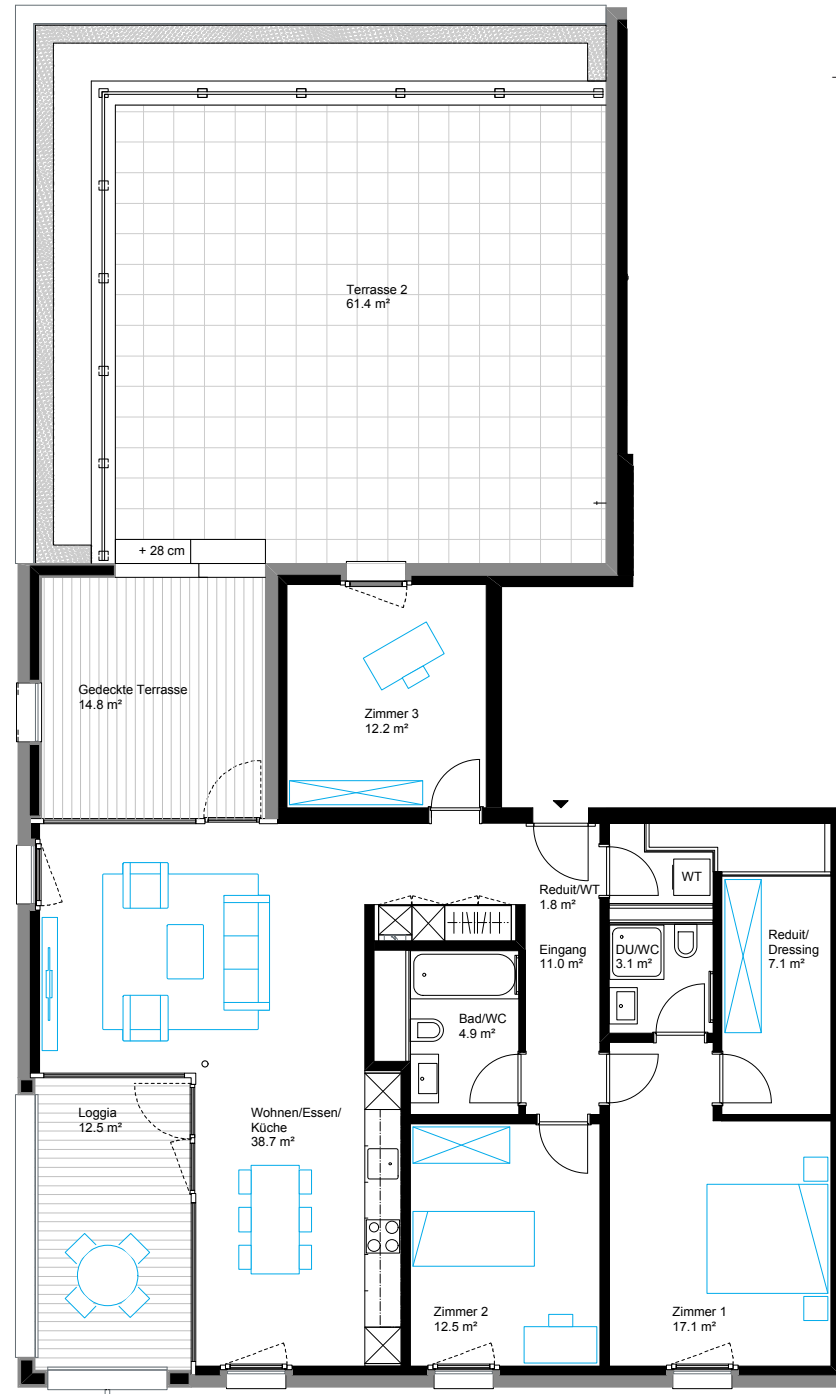 Terrasse 2
61.4 m²
+ 28 cm
Gedeckte Terrasse
14.8 m²
Zimmer 3
12.2 m²
Reduit/WT
1.8 m²
WT
Eingang
11.0 m²
DU/WC
3.1 m²
Reduit/
Dressing
7.1 m²
Bad/WC
4.9 m²
Loggia
12.5 m²
Wohnen/Essen/
Küche
38.7 m²
Zimmer 2
12.5 m²
Zimmer 1
17.1 m²